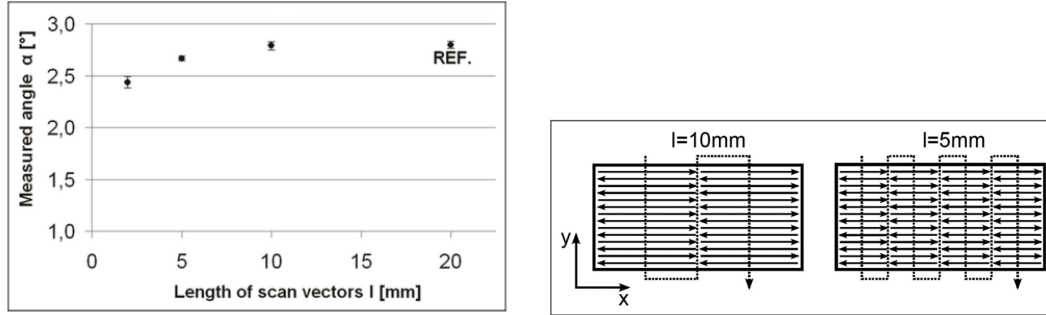 Measured angle α [°]
3,0
2,5
2,0
1,5
1,0
REF.
0 5 10 15 20
Length of scan vectors l [mm]
l=10mm l=5mm
y
x